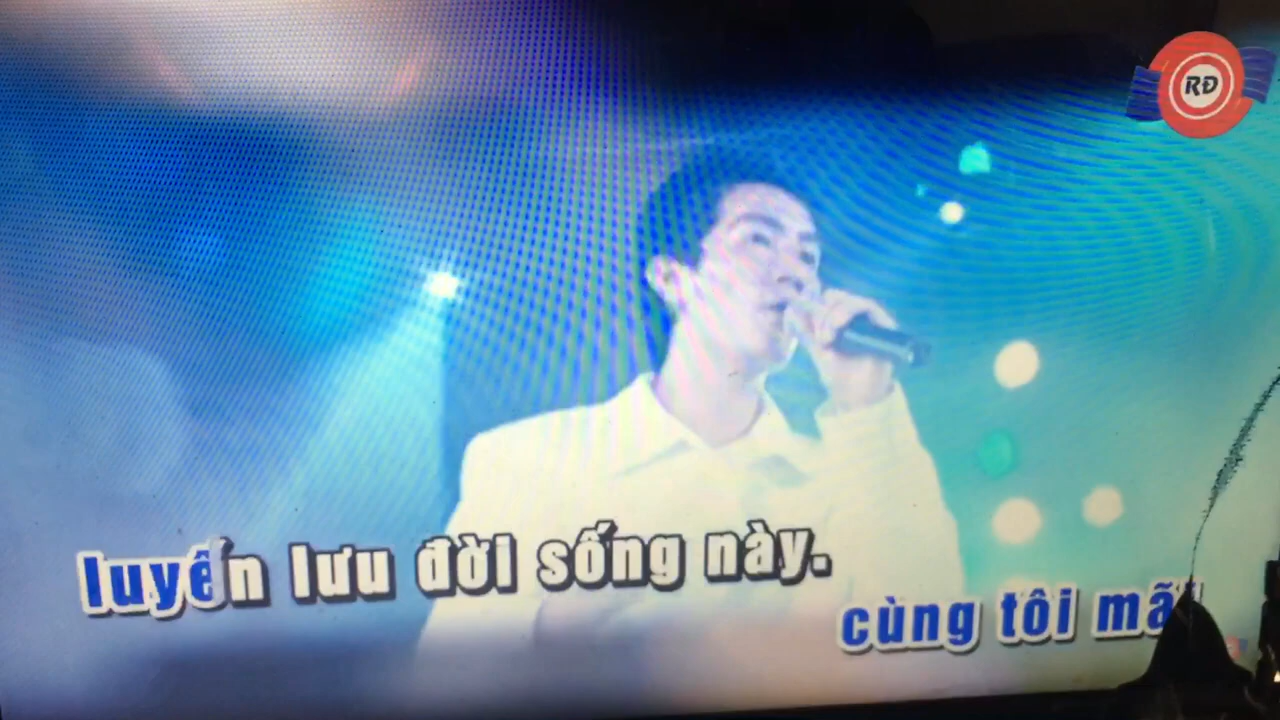 RĐ
luyến lưu đời sống này.
cùng tôi mãi